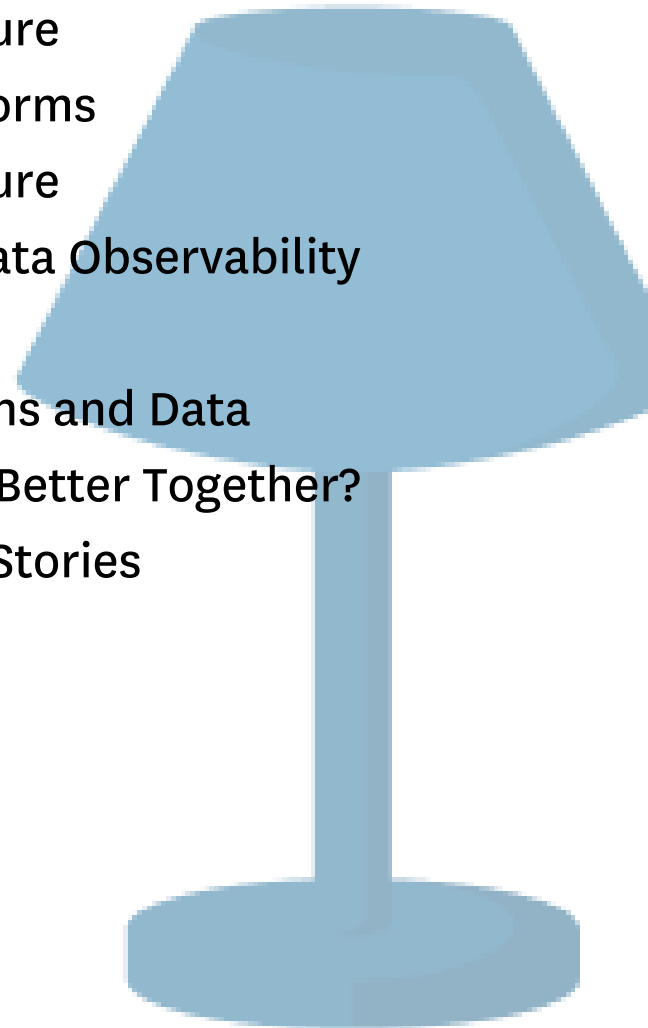 ure
orms
ure
ata Observability
ns and Data
Better Together?
Stories